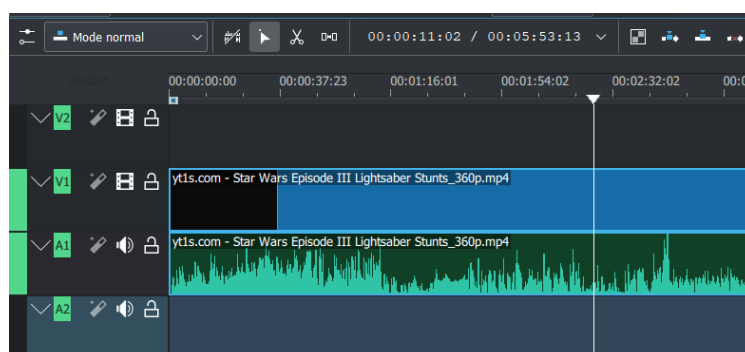 Mode normal 00:00:11:02 / 00:05:53:13
Master
00:00:00:00 00:00:37:23 00:01:16:01 00:01:54:02 00:02:32:02
V2
V1 yt1s.com - Star Wars Episode III Lightsaber Stunts_360p.mp4
A1 yt1s.com - Star Wars Episode III Lightsaber Stunts_360p.mp4
A2